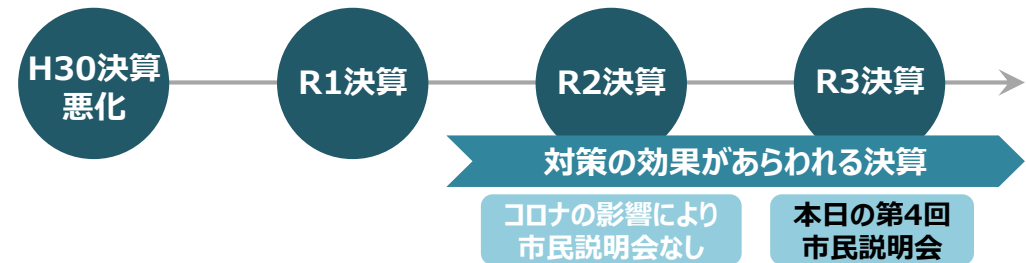 H30決算
悪化
R1決算
R2決算
R3決算
対策の効果があらわれる決算
コロナの影響により
市民説明会なし
本日の第4回
市民説明会